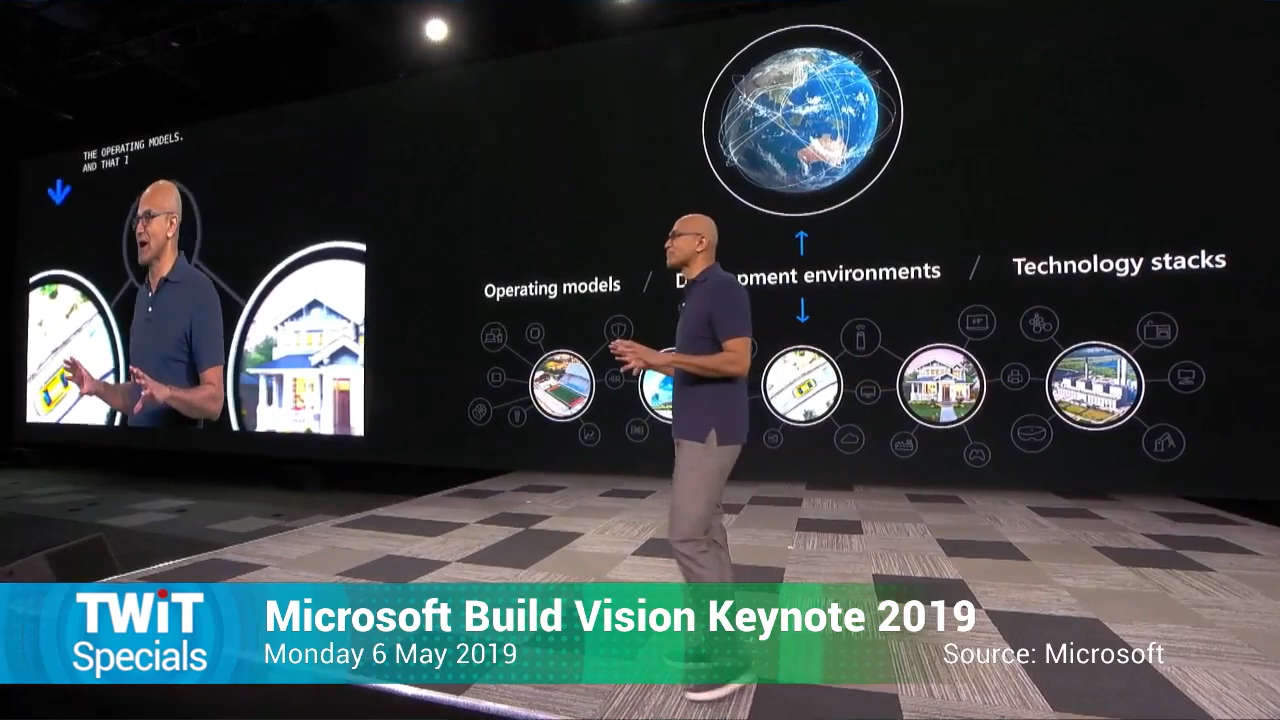 THE OPERATING MODELS.
AND THAT I
Operating models / D pment environments / Technology stacks
TWiT
Specials
Microsoft Build Vision Keynote 2019
Monday 6 May 2019
Source: Microsoft